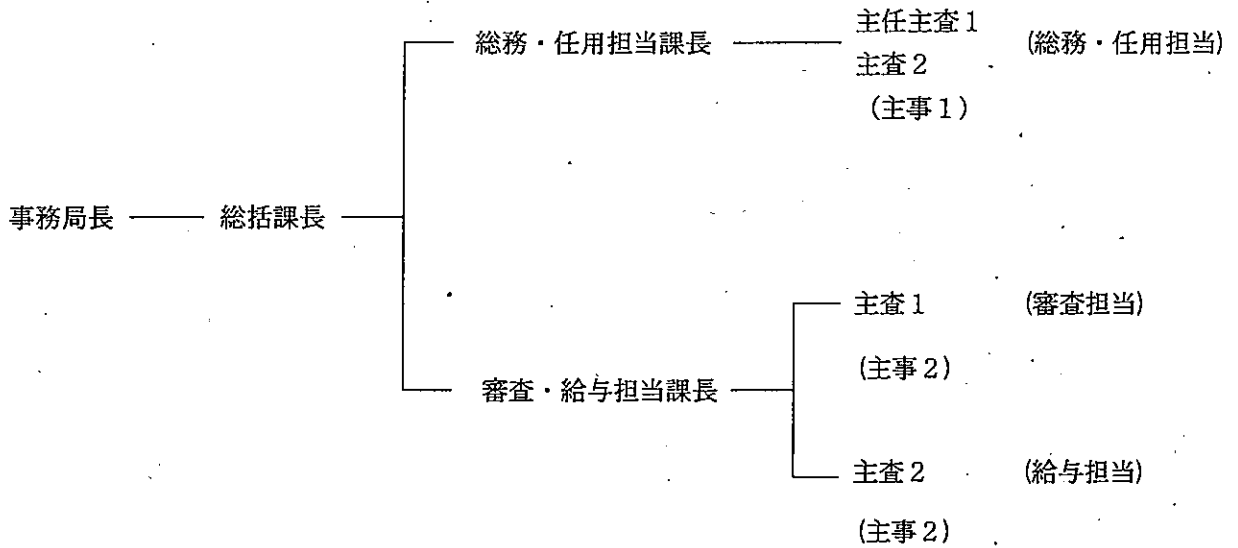 総務・任用担当課長 主任主査1 (総務・任用担当)
主査2
(主事1)
事務局長 総括課長
主査1 (審査担当)
(主事2)
審査・給与担当課長
主査2 (給与担当)
(主事2)